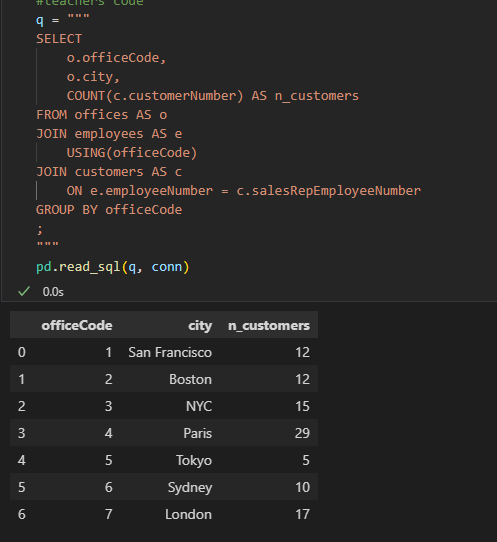 #teachers code
q = """
SELECT
    o.officeCode,
    o.city,
    COUNT(c.customerNumber) AS n_customers
FROM offices AS o
JOIN employees AS e
    USING(officeCode)
JOIN customers AS c
    ON e.employeeNumber = c.salesRepEmployeeNumber
GROUP BY officeCode
;
"""
pd.read_sql(q, conn)
0.0s
officeCode city n_customers
0 1 San Francisco 12
1 2 Boston 12
2 3 NYC 15
3 4 Paris 29
4 5 Tokyo 5
5 6 Sydney 10
6 7 London 17